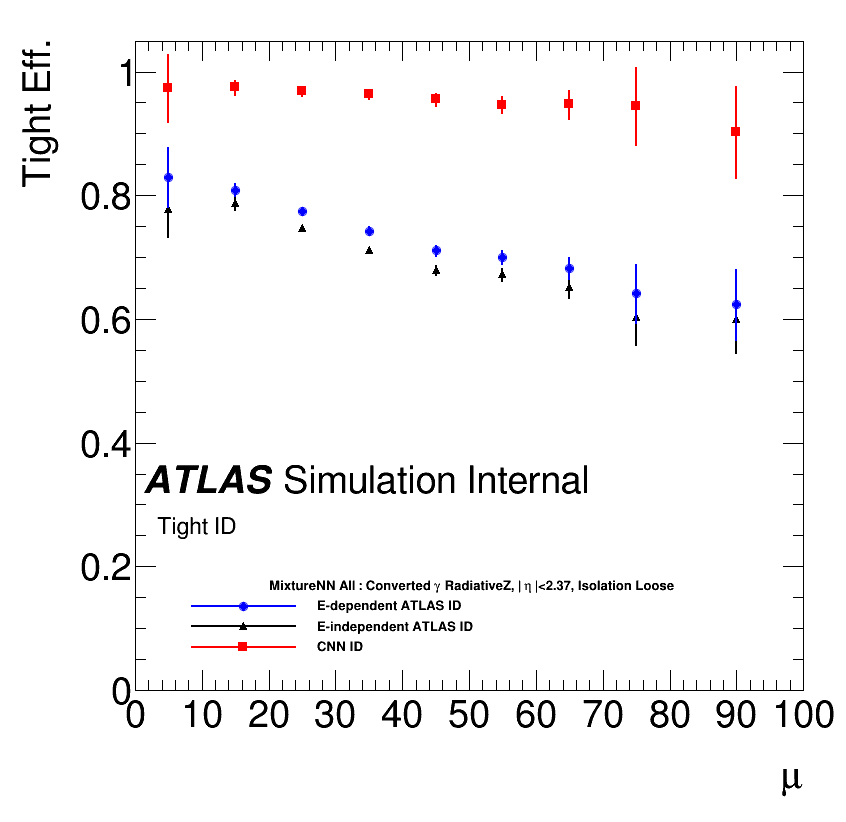 Tight Eff.
1
0.8
0.6
0.4
ATLAS Simulation Internal
Tight ID
0.2
MixtureNN All : Converted γ RadiativeZ, | η |<2.37, Isolation Loose
E-dependent ATLAS ID
E-independent ATLAS ID
CNN ID
0
0 10 20 30 40 50 60 70 80 90 100
μ